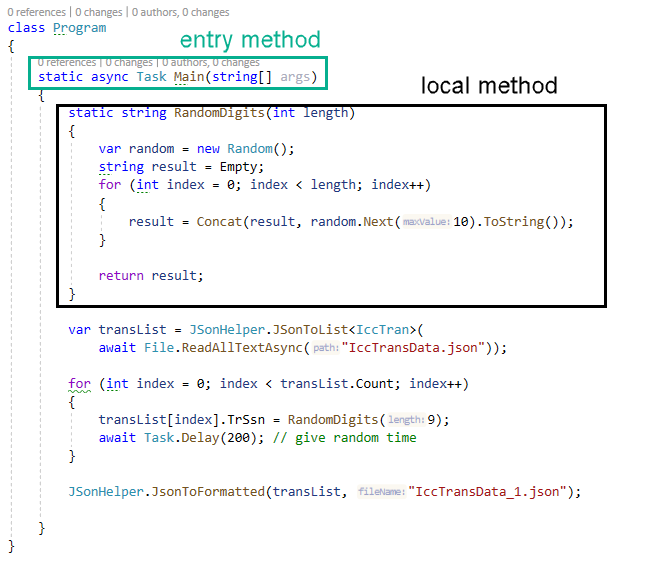 0 references | 0 changes | 0 authors, 0 changes
class Program
{
entry method
0 references | 0 changes | 0 authors, 0 changes
static async Task Main(string[] args)
{
local method
static string RandomDigits(int length)
{
var random = new Random();
string result = Empty;
for (int index = 0; index < length; index++)
{
result = Concat(result, random.Next(maxValue: 10).ToString());
}
return result;
}
var transList = JSonHelper.JSonToList<IccTran>(
await File.ReadAllTextAsync(path: "IccTransData.json"));
for (int index = 0; index < transList.Count; index++)
{
transList[index].TrSsn = RandomDigits(length: 9);
await Task.Delay(200); // give random time
}
JSonHelper.JsonToFormatted(transList, fileName: "IccTransData_1.json");
}
}